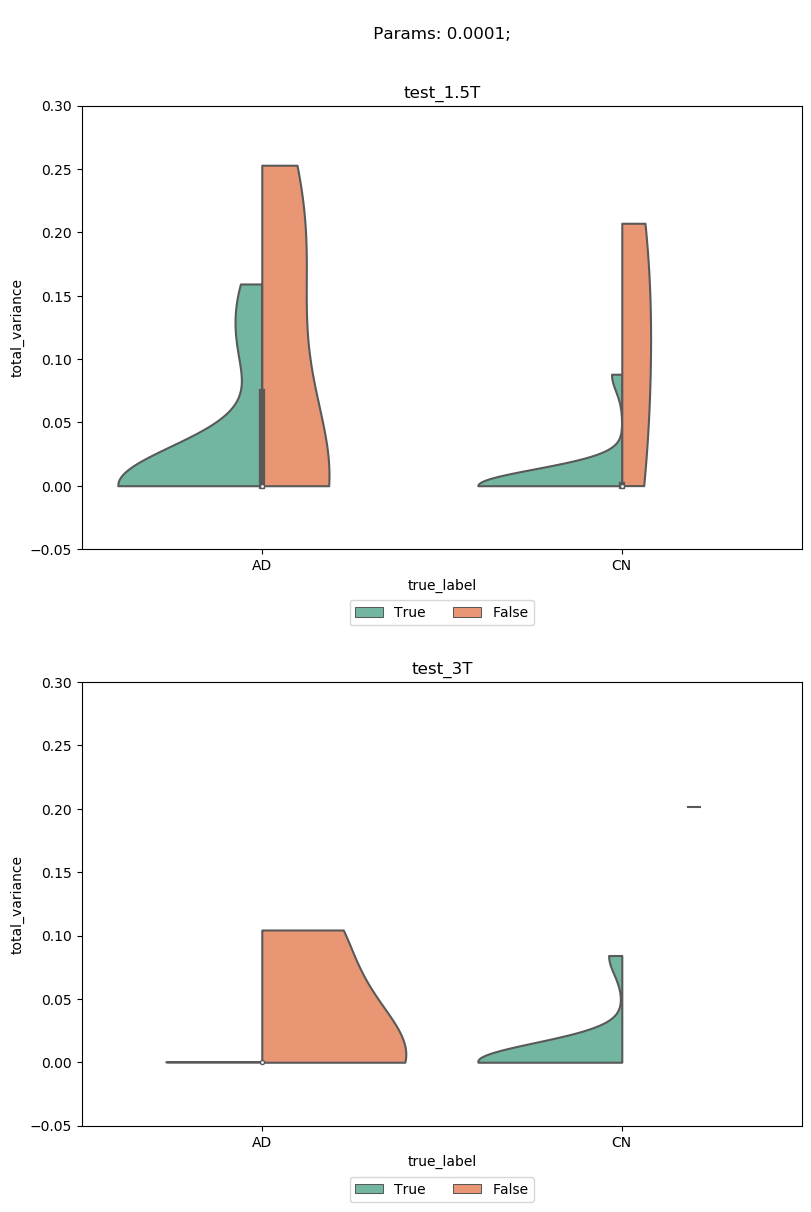 Params: 0.0001;
test_1.5T
0.30
0.25
0.20
0.15
0.10
0.05
0.00
−0.05
total_variance
AD CN
true_label
True False
test_3T
0.30
0.25
0.20
0.15
0.10
0.05
0.00
−0.05
total_variance
AD CN
true_label
True False